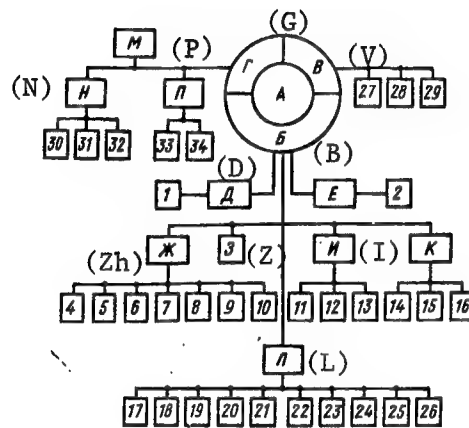 (G)
М (P) Г В (V)
(N) Н П А 27 28 29
30 31 32 33 34 Б (B)
(D)
1 Д Е 2
(Zh) Ж З (Z) И (I) К
4 5 6 7 8 9 10 11 12 13 14 15 16
Л (L)
17 18 19 20 21 22 23 24 25 26